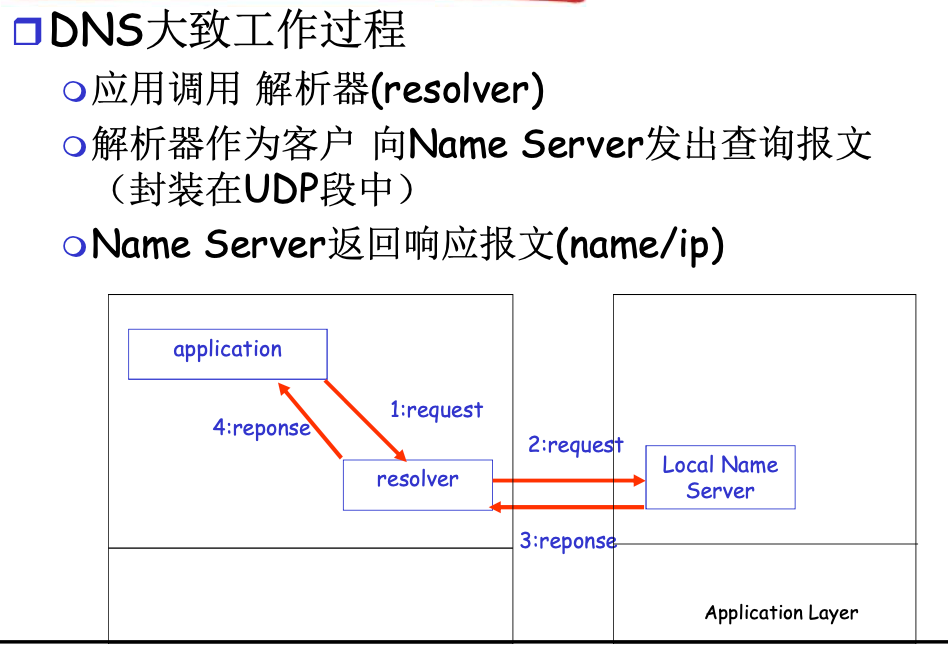 DNS大致工作过程
应用调用 解析器(resolver)
解析器作为客户 向Name Server发出查询报文
（封装在UDP段中）
Name Server返回响应报文(name/ip)
application
1:request
4:reponse
2:request
resolver
Local Name
Server
3:reponse
Application Layer